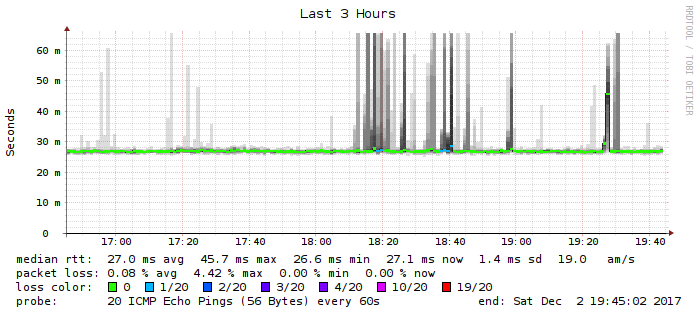 Last 3 Hours
RRDTOOL / TOBI OETIKER
Seconds
60 m
50 m
40 m
30 m
20 m
10 m
0
17:00 17:20 17:40 18:00 18:20 18:40 19:00 19:20 19:40
median rtt: 27.0 ms avg 45.7 ms max 26.6 ms min 27.1 ms now 1.4 ms sd 19.0 am/s
packet loss: 0.08 % avg 4.42 % max 0.00 % min 0.00 % now
loss color: 0 1/20 2/20 3/20 4/20 10/20 19/20
probe: 20 ICMP Echo Pings (56 Bytes) every 60s end: Sat Dec 2 19:45:02 2017